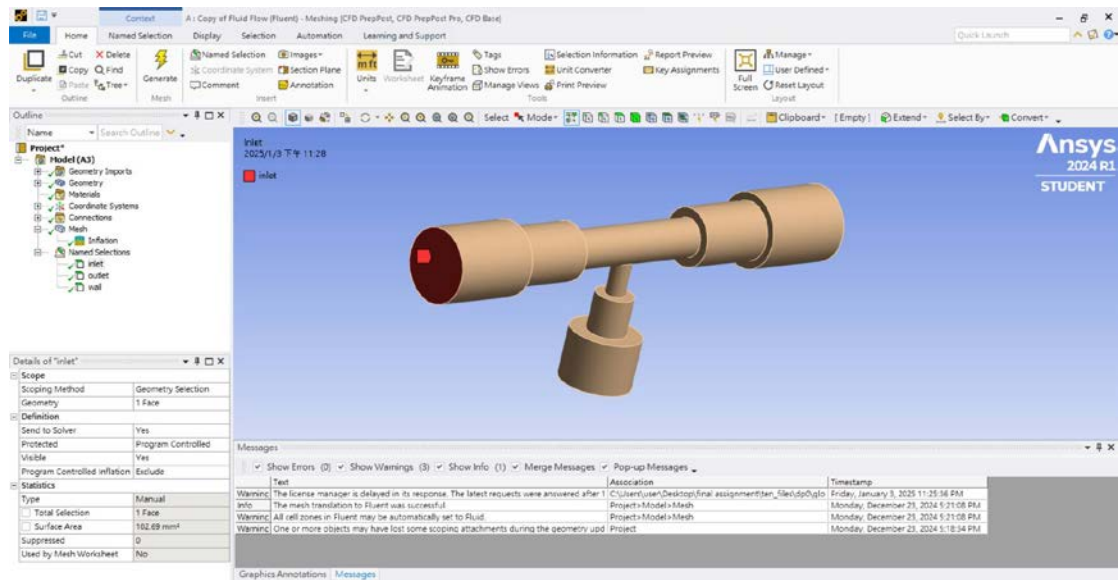 Context
A : Copy of Fluid Flow (Fluent) - Meshing [CFD PrepPost, CFD PrepPost Pro, CFD Base]
File Home Named Selection Display Selection Automation Learning and Support Quick Launch
Duplicate
Cut
Copy
Paste
Delete
Find
Tree
Outline
Generate
Mesh
Named Selection
Coordinate System
Comment
Images
Section Plane
Annotation
Insert
Units
Worksheet
Keyframe Animation
Tags
Show Errors
Manage Views
Selection Information
Unit Converter
Print Preview
Report Preview
Key Assignments
Tools
Full Screen
Manage
User Defined
Reset Layout
Layout
Outline
Name Search Outline
Select Mode Clipboard [Empty] Extend Select By Convert
Project*
Model (A3)
Geometry Imports
Geometry
Materials
Coordinate Systems
Connections
Mesh
Inflation
Named Selections
inlet
outlet
wall
inlet
2025/1/3 下午 11:28
inlet
Ansys
2024 R1
STUDENT
Details of "inlet"
Scope
Scoping Method Geometry Selection
Geometry 1 Face
Definition
Send to Solver Yes
Protected Program Controlled
Visible Yes
Program Controlled Inflation Exclude
Statistics
Type Manual
Total Selection 1 Face
Surface Area 102.69 mm²
Suppressed 0
Used by Mesh Worksheet No
Messages
Show Errors (0) Show Warnings (3) Show Info (1) Merge Messages Pop-up Messages
Text Association Timestamp
Warning The license manager is delayed in its response. The latest requests were answered after 1 C:\Users\user\Desktop\final assignment\ten_files\dp0\glo Friday, January 3, 2025 11:25:36 PM
Info The mesh translation to Fluent was successful. Project>Model>Mesh Monday, December 23, 2024 5:21:08 PM
Warning All cell zones in Fluent may be automatically set to Fluid. Project>Model>Mesh Monday, December 23, 2024 5:21:08 PM
Warning One or more objects may have lost some scoping attachments during the geometry upd Project Monday, December 23, 2024 5:18:34 PM
Graphics Annotations Messages